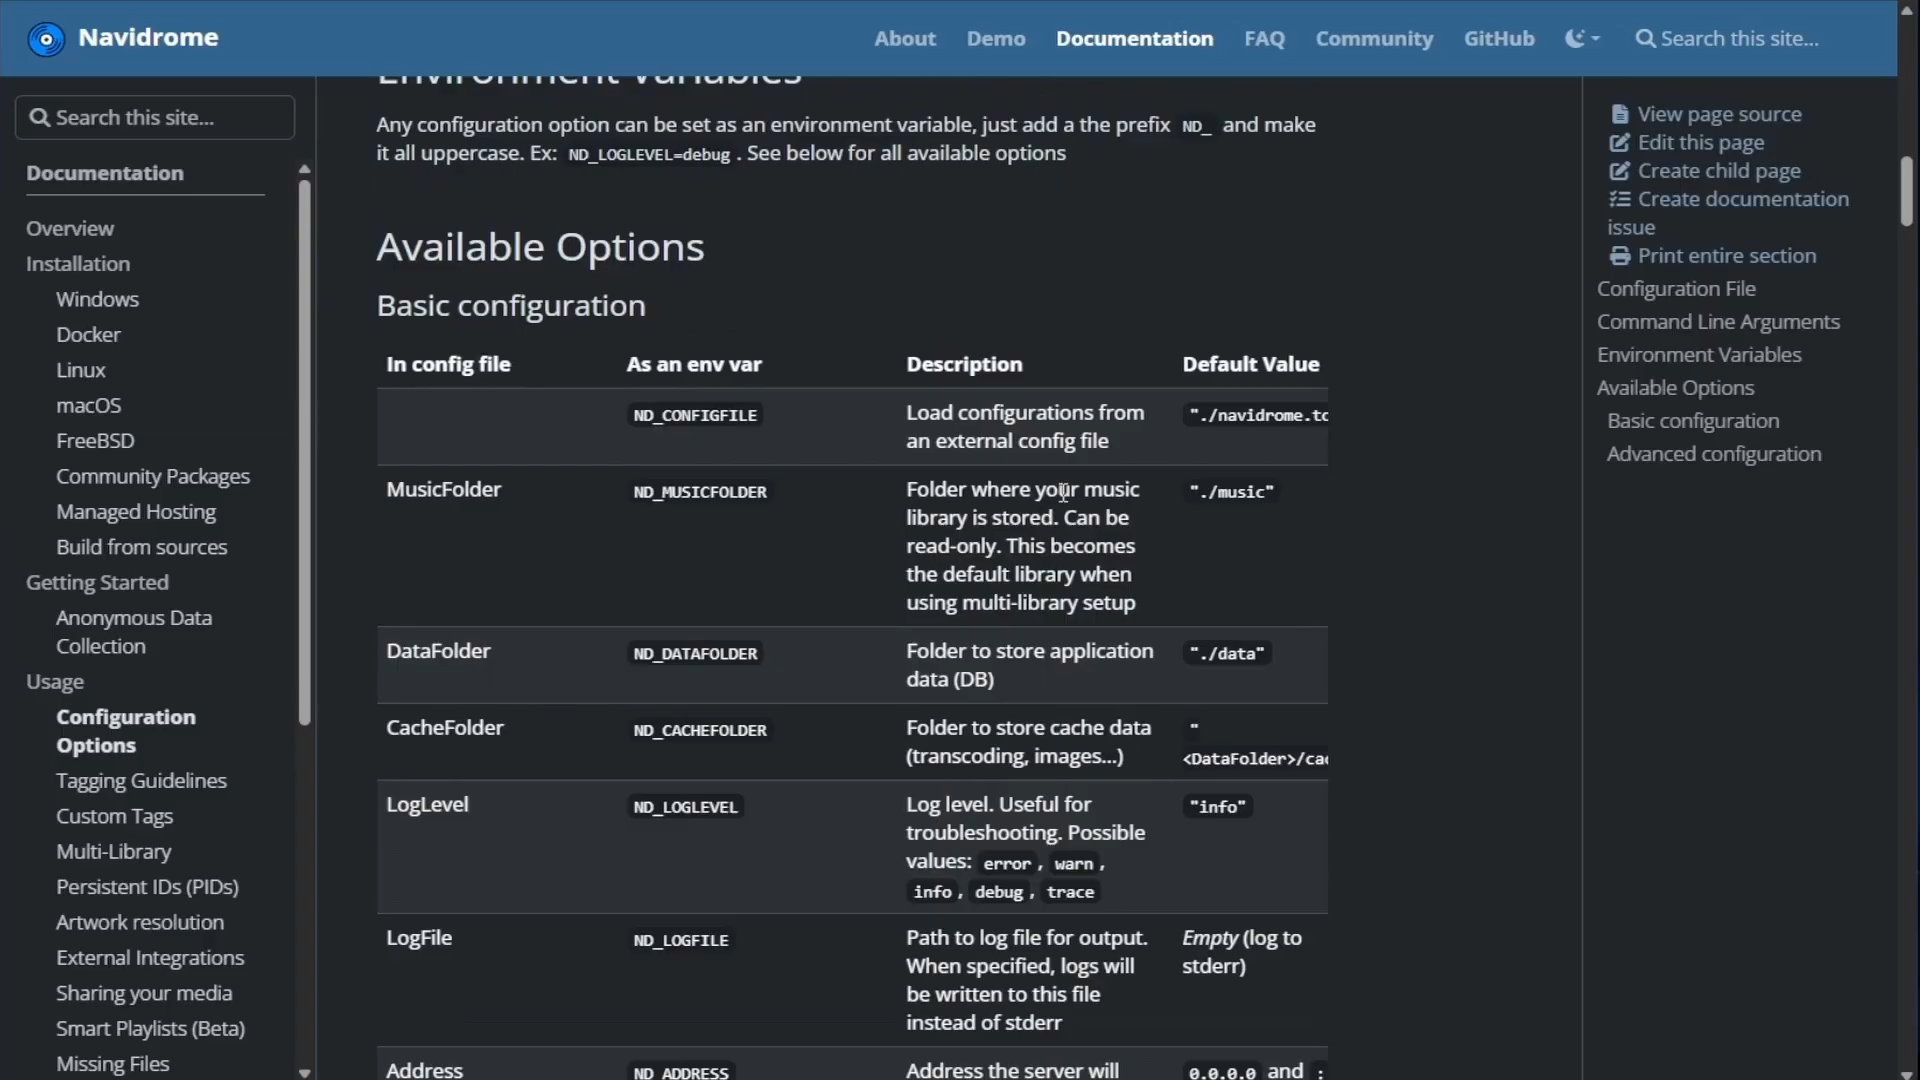 Navidrome
About Demo Documentation FAQ Community GitHub Search this site...
Search this site...
Documentation
Overview
Installation
Windows
Docker
Linux
macOS
FreeBSD
Community Packages
Managed Hosting
Build from sources
Getting Started
Anonymous Data
Collection
Usage
Configuration
Options
Tagging Guidelines
Custom Tags
Multi-Library
Persistent IDs (PIDs)
Artwork resolution
External Integrations
Sharing your media
Smart Playlists (Beta)
Missing Files
Environment Variables
Any configuration option can be set as an environment variable, just add a the prefix ND_ and make
it all uppercase. Ex: ND_LOGLEVEL=debug . See below for all available options
Available Options
Basic configuration
In config file As an env var Description Default Value
ND_CONFIGFILE Load configurations from "./navidrome.to
an external config file
MusicFolder ND_MUSICFOLDER Folder where your music "./music"
library is stored. Can be
read-only. This becomes
the default library when
using multi-library setup
DataFolder ND_DATAFOLDER Folder to store application "./data"
data (DB)
CacheFolder ND_CACHEFOLDER Folder to store cache data "
(transcoding, images...) <DataFolder>/cac
LogLevel ND_LOGLEVEL Log level. Useful for "info"
troubleshooting. Possible
values: error , warn ,
info , debug , trace
LogFile ND_LOGFILE Path to log file for output. Empty (log to
When specified, logs will stderr)
be written to this file
instead of stderr
Address ND_ADDRESS Address the server will 0.0.0.0 and :
View page source
Edit this page
Create child page
Create documentation
issue
Print entire section
Configuration File
Command Line Arguments
Environment Variables
Available Options
Basic configuration
Advanced configuration